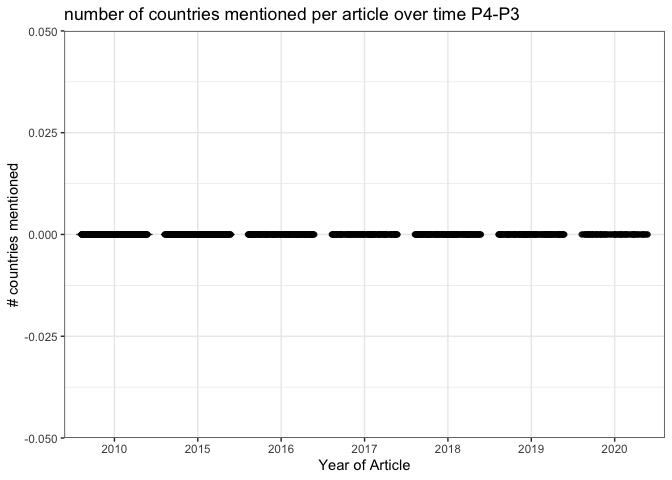 number of countries mentioned per article over time P4-P3
0.050
0.025
0.000
-0.025
-0.050
# countries mentioned
2010 2015 2016 2017 2018 2019 2020
Year of Article